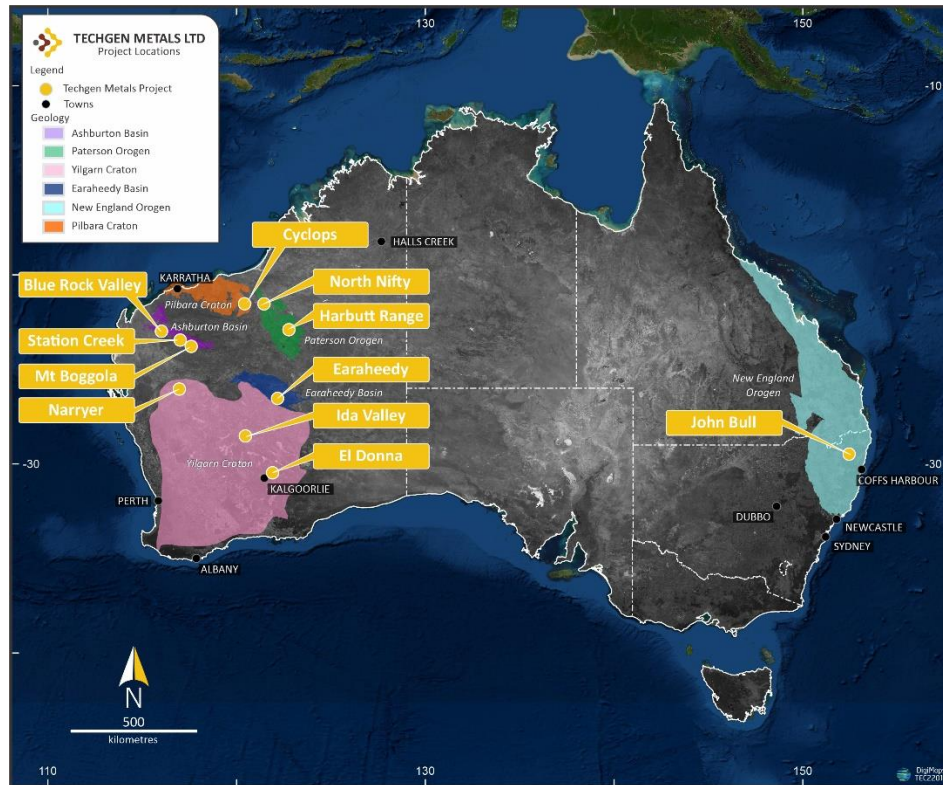 TECHGEN METALS LTD
Project Locations
Legend
Techgen Metals Project
Towns
Geology
Ashburton Basin
Paterson Orogen
Yilgarn Craton
Earaheedy Basin
New England Orogen
Pilbara Craton
130
150
-10
Cyclops
HALLS CREEK
Blue Rock Valley
KARRATHA
North Nifty
Pilbara Craton
Harbutt Range
Ashburton Basin
Station Creek
Paterson Orogen
Mt Boggola
Earaheedy
Narryer
Earaheedy Basin
New England
Orogen
Ida Valley
John Bull
El Donna
Yilgarn Craton
-30
-30
KALGOORLIE
COFFS HARBOUR
PERTH
DUBBO
NEWCASTLE
SYDNEY
ALBANY
N
500
kilometres
110
130
150